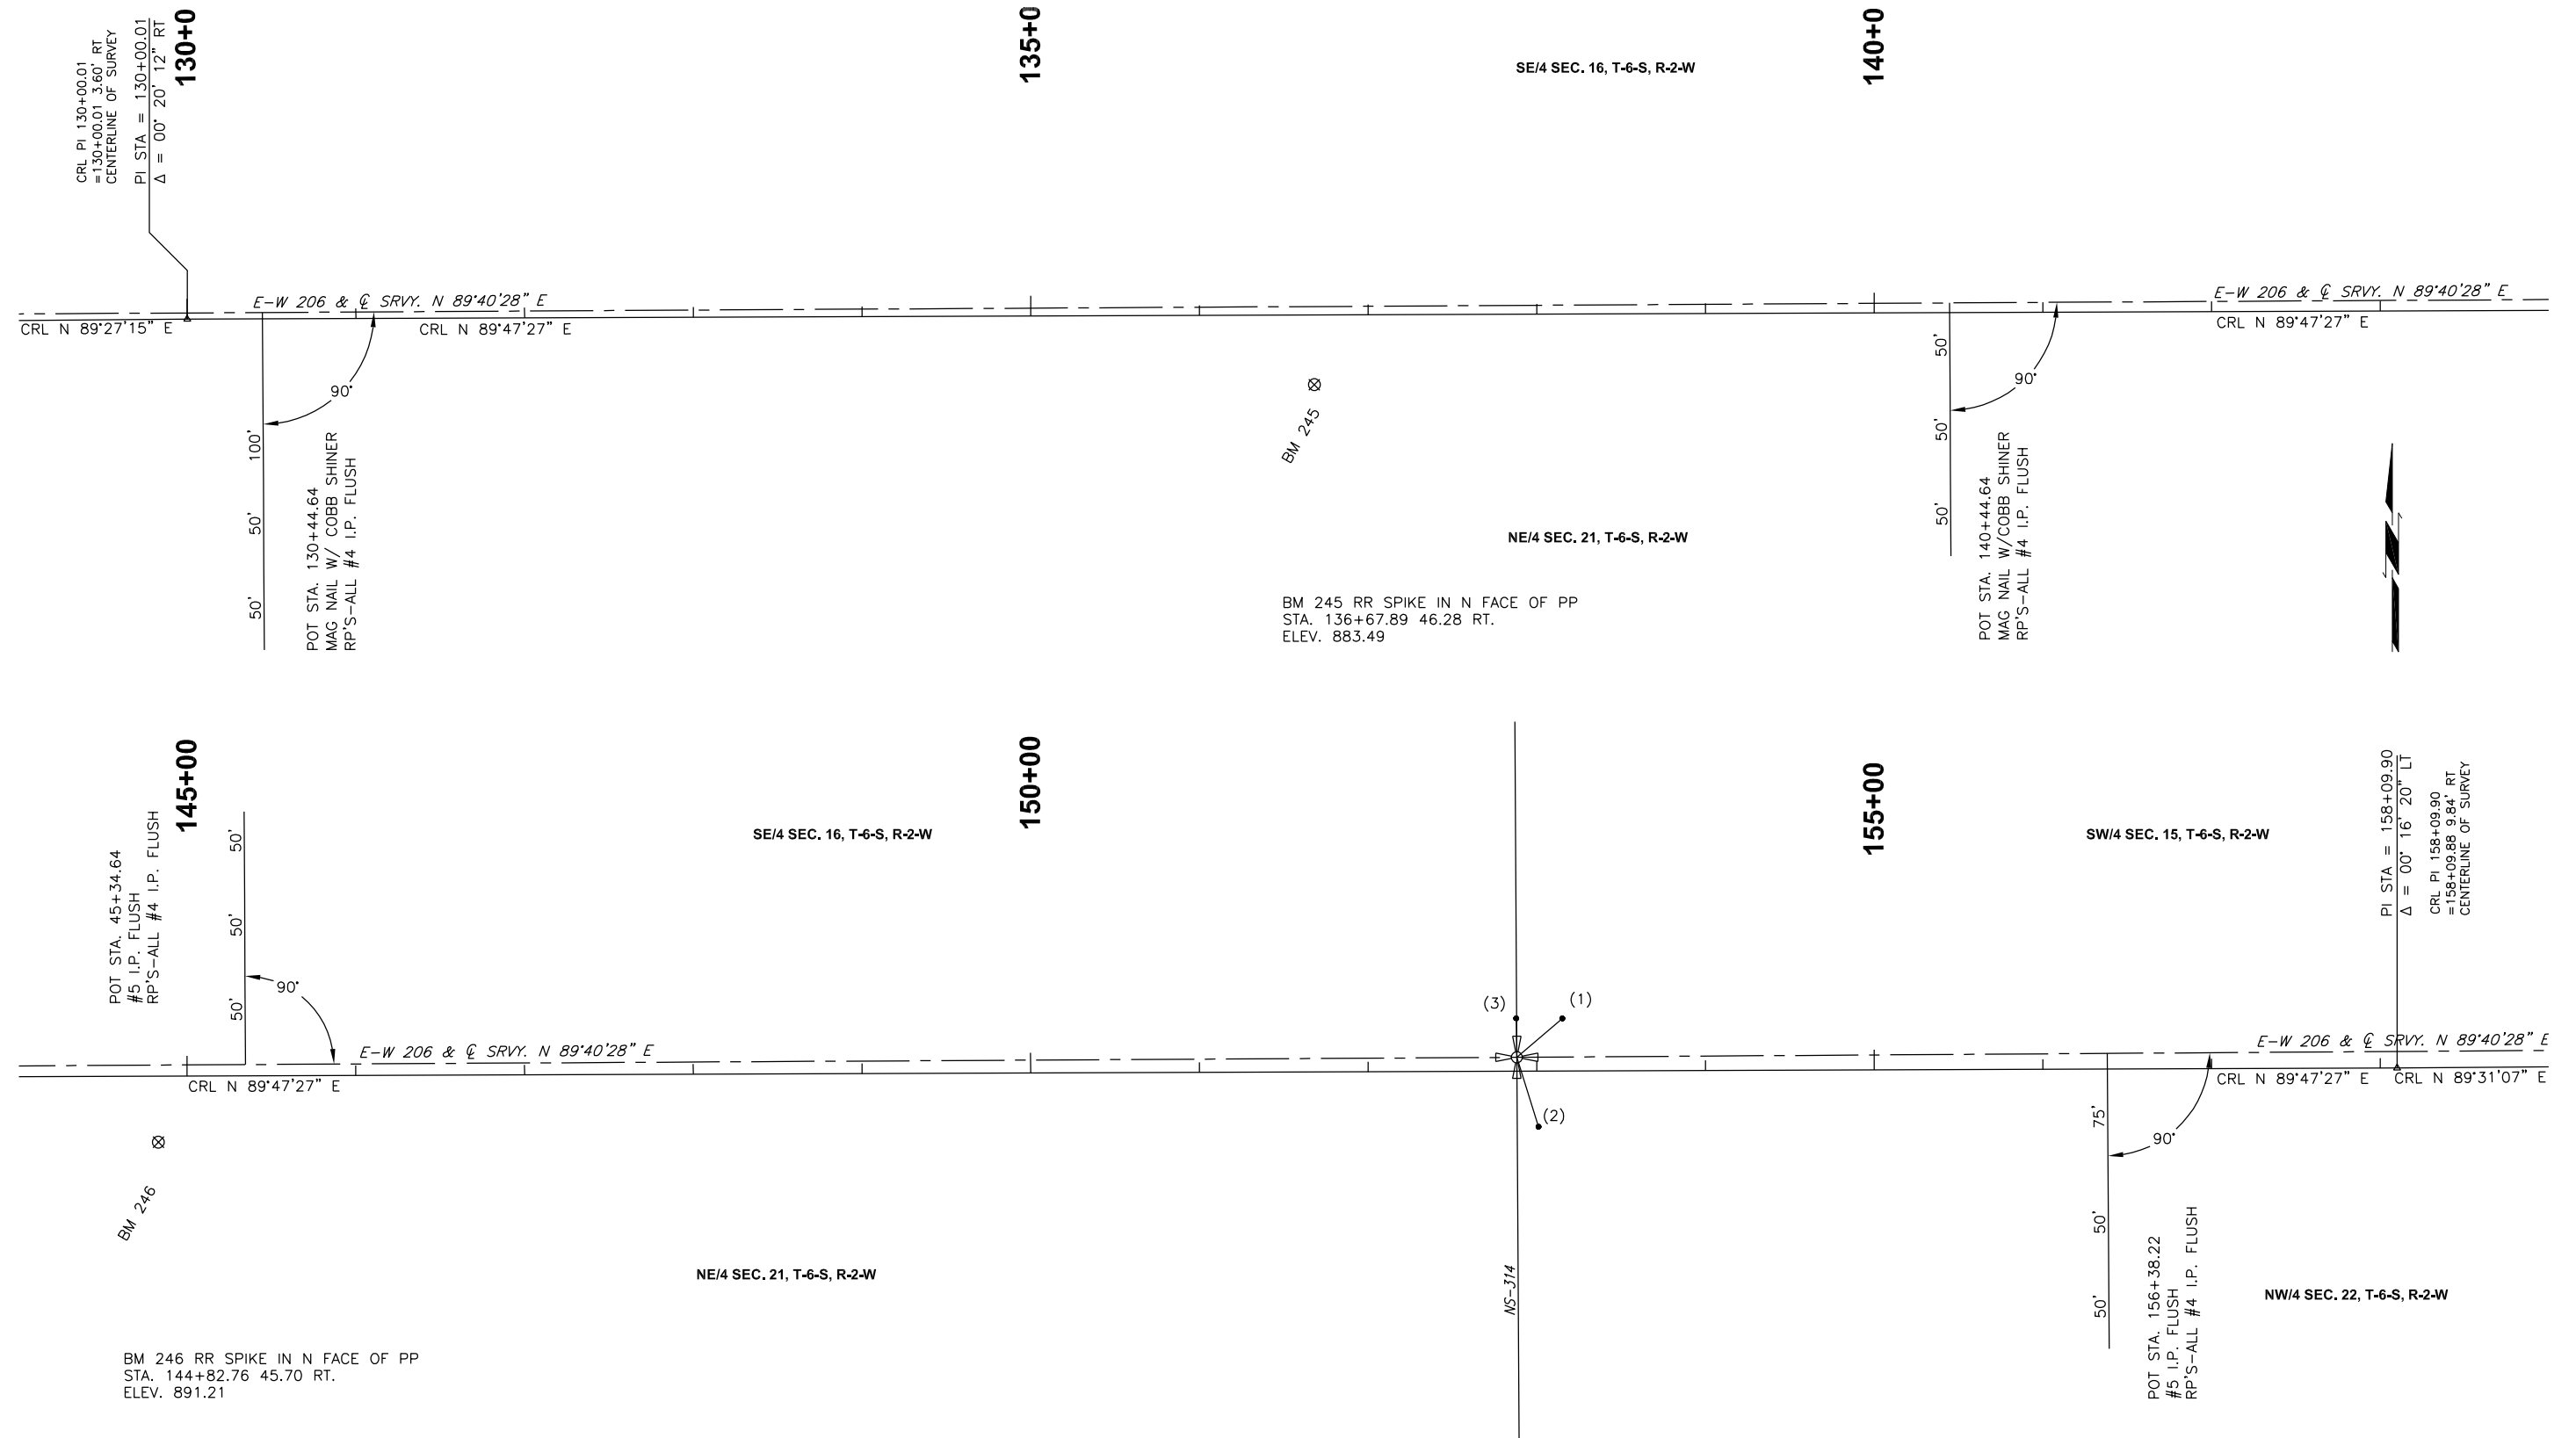 CRL PI 130+00.01
=130+00.01 3.60' RT
CENTERLINE OF SURVEY
PI STA = 130+00.01
Δ = 00° 20' 12" RT
130+0
135+0
SE/4 SEC. 16, T-6-S, R-2-W
140+0
E-W 206 & ℄ SRVY. N 89°40'28" E
E-W 206 & ℄ SRVY. N 89°40'28" E
CRL N 89°27'15" E
CRL N 89°47'27" E
CRL N 89°47'27" E
90°
100'
50'
50'
POT STA. 130+44.64
MAG NAIL W/ COBB SHINER
RP'S-ALL #4 I.P. FLUSH
BM 245
50'
50'
50'
90°
POT STA. 140+44.64
MAG NAIL W/COBB SHINER
RP'S-ALL #4 I.P. FLUSH
NE/4 SEC. 21, T-6-S, R-2-W
BM 245 RR SPIKE IN N FACE OF PP
STA. 136+67.89 46.28 RT.
ELEV. 883.49
N
POT STA. 45+34.64
#5 I.P. FLUSH
RP'S-ALL #4 I.P. FLUSH
145+00
50'
50'
50'
90°
SE/4 SEC. 16, T-6-S, R-2-W
150+00
155+00
SW/4 SEC. 15, T-6-S, R-2-W
PI STA = 158+09.90
Δ = 00° 16' 20" LT
CRL PI 158+09.90
=158+09.88 9.84' RT
CENTERLINE OF SURVEY
(3)
(1)
(2)
E-W 206 & ℄ SRVY. N 89°40'28" E
E-W 206 & ℄ SRVY. N 89°40'28" E
CRL N 89°47'27" E
CRL N 89°47'27" E
CRL N 89°31'07" E
BM 246
NE/4 SEC. 21, T-6-S, R-2-W
NS-314
75'
50'
50'
90°
POT STA. 156+38.22
#5 I.P. FLUSH
RP'S-ALL #4 I.P. FLUSH
NW/4 SEC. 22, T-6-S, R-2-W
BM 246 RR SPIKE IN N FACE OF PP
STA. 144+82.76 45.70 RT.
ELEV. 891.21